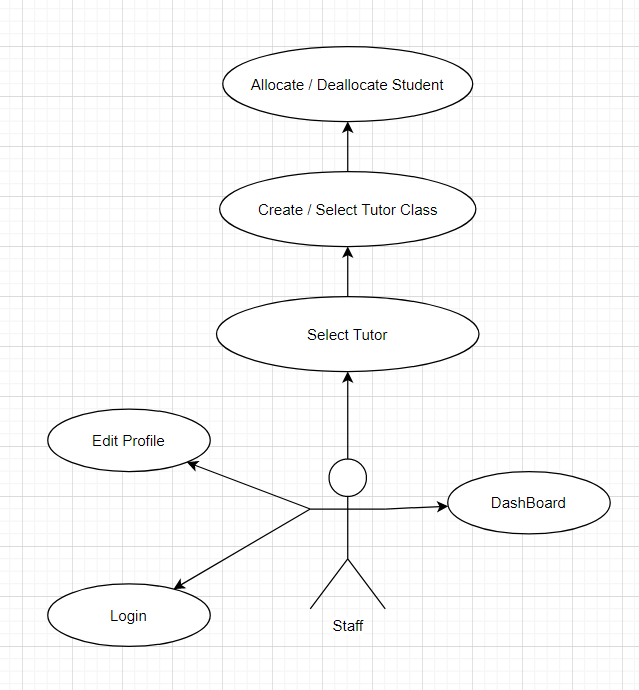 Allocate / Deallocate Student
Create / Select Tutor Class
Select Tutor
Edit Profile
DashBoard
Login
Staff